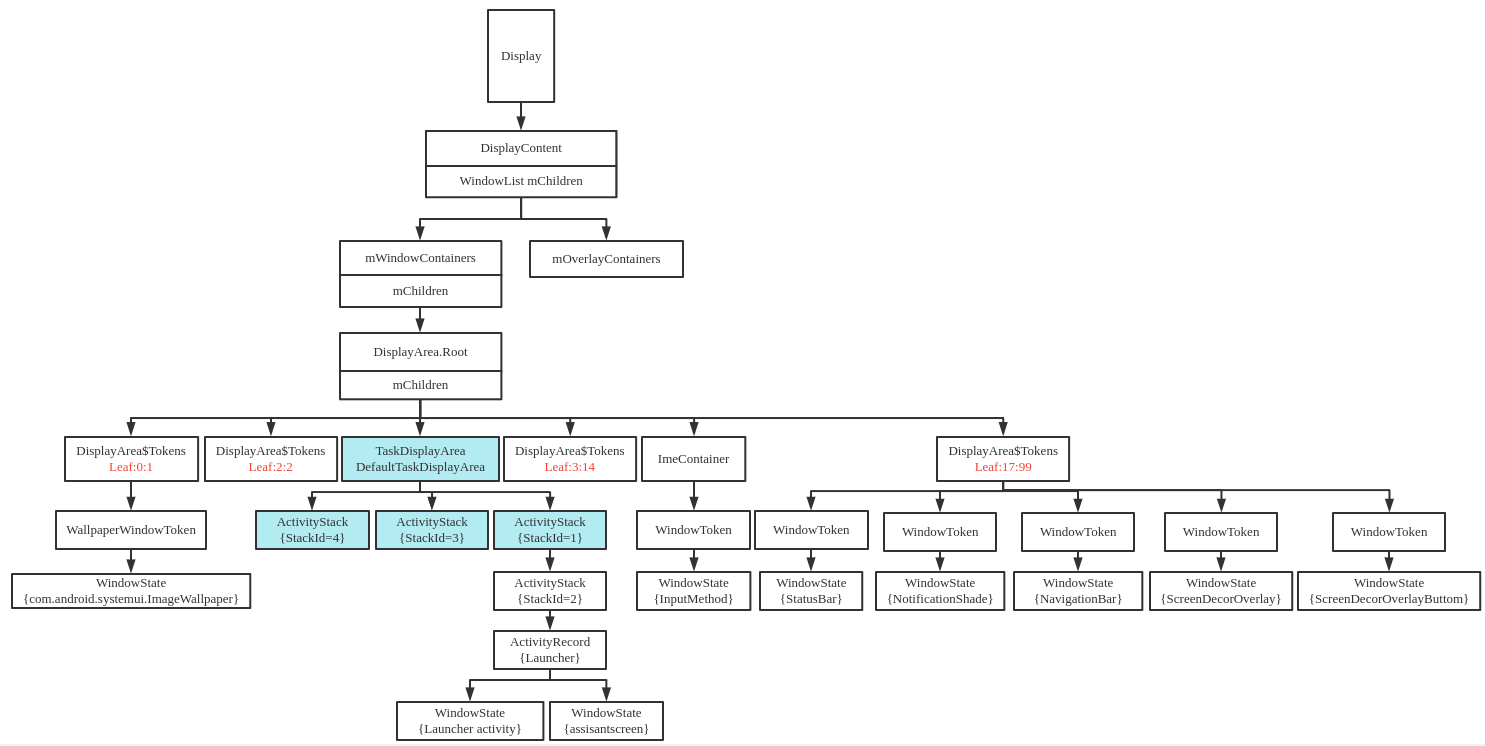 Display
DisplayContent
WindowList mChildren
mWindowContainers
mChildren
mOverlayContainers
DisplayArea.Root
mChildren
DisplayArea$Tokens
Leaf:0:1
DisplayArea$Tokens
Leaf:2:2
TaskDisplayArea
DefaultTaskDisplayArea
DisplayArea$Tokens
Leaf:3:14
ImeContainer
DisplayArea$Tokens
Leaf:17:99
WallpaperWindowToken
ActivityStack
{StackId=4}
ActivityStack
{StackId=3}
ActivityStack
{StackId=1}
WindowToken
WindowToken
WindowToken
WindowToken
WindowToken
WindowToken
WindowState
{com.android.systemui.ImageWallpaper}
ActivityStack
{StackId=2}
WindowState
{InputMethod}
WindowState
{StatusBar}
WindowState
{NotificationShade}
WindowState
{NavigationBar}
WindowState
{ScreenDecorOverlay}
WindowState
{ScreenDecorOverlayButtom}
ActivityRecord
{Launcher}
WindowState
{Launcher activity}
WindowState
{assisantscreen}